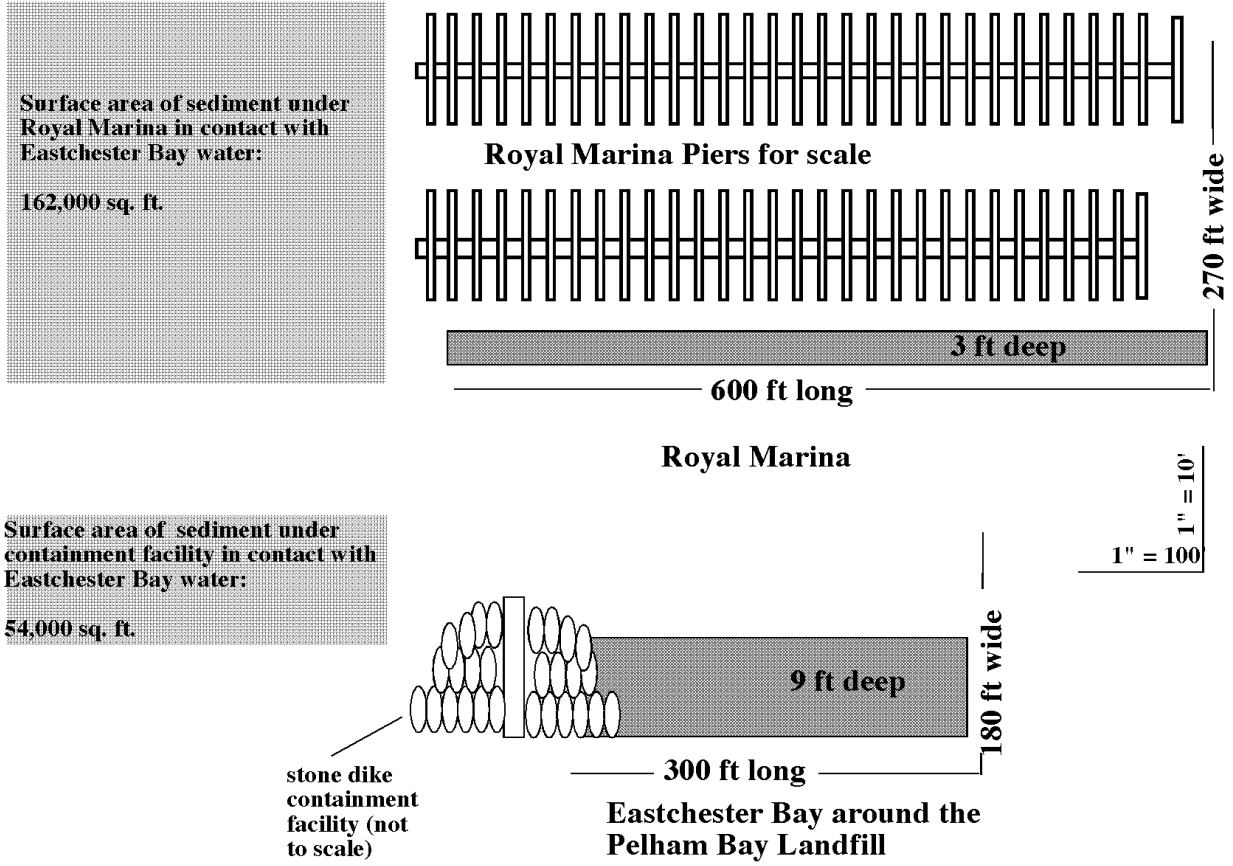 Surface area of sediment under
Royal Marina in contact with
Eastchester Bay water:
162,000 sq. ft.
Royal Marina Piers for scale
270 ft wide
3 ft deep
600 ft long
Royal Marina
1" = 10'
1" = 100'
Surface area of sediment under
containment facility in contact with
Eastchester Bay water:
54,000 sq. ft.
9 ft deep
180 ft wide
300 ft long
stone dike
containment
facility (not
to scale)
Eastchester Bay around the
Pelham Bay Landfill